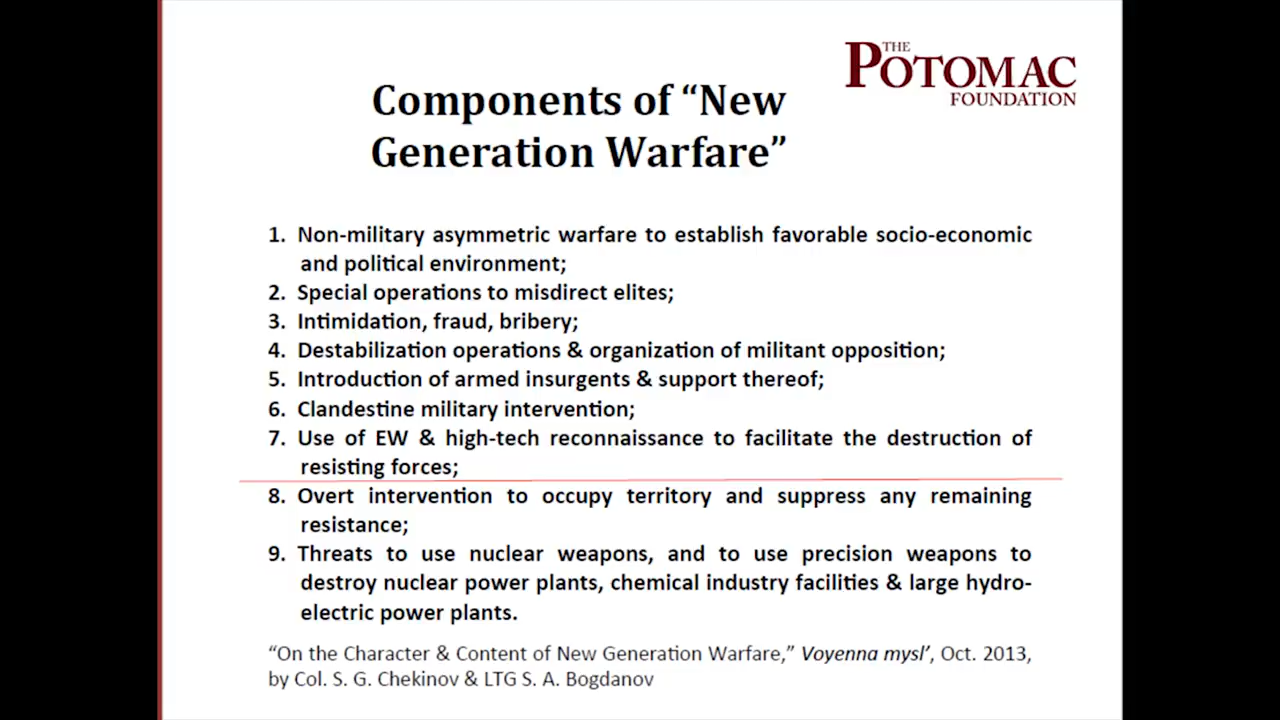 THE
POTOMAC
FOUNDATION
Components of “New
Generation Warfare”
1. Non-military asymmetric warfare to establish favorable socio-economic
and political environment;
2. Special operations to misdirect elites;
3. Intimidation, fraud, bribery;
4. Destabilization operations & organization of militant opposition;
5. Introduction of armed insurgents & support thereof;
6. Clandestine military intervention;
7. Use of EW & high-tech reconnaissance to facilitate the destruction of
resisting forces;
8. Overt intervention to occupy territory and suppress any remaining
resistance;
9. Threats to use nuclear weapons, and to use precision weapons to
destroy nuclear power plants, chemical industry facilities & large hydro-
electric power plants.
“On the Character & Content of New Generation Warfare,” Voyenna mysl’, Oct. 2013,
by Col. S. G. Chekinov & LTG S. A. Bogdanov